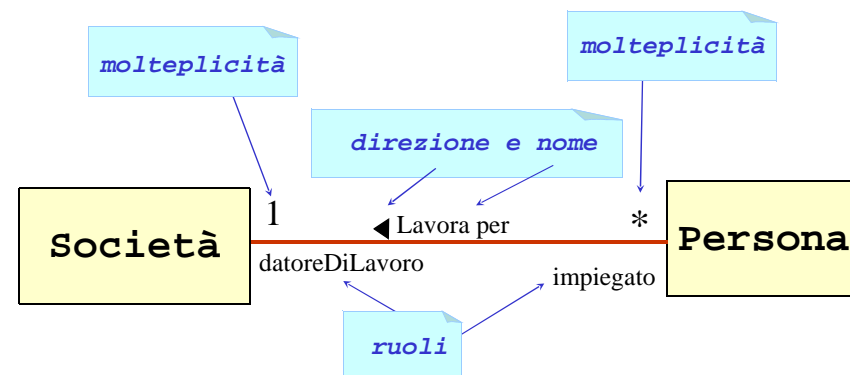 molteplicità
molteplicità
direzione e nome
1
◀ Lavora per
*
Società
Persona
datoreDiLavoro
impiegato
ruoli